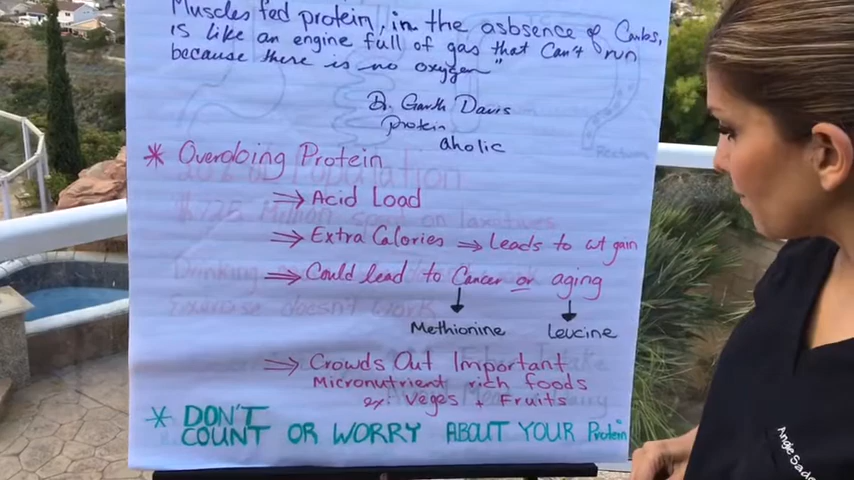 Muscles fed protein, in the asbsence of Carbs,
is like an engine full of gas that can't run
because there is no oxygen"
Dr. Garth Davis
Protein
aholic
* Overdoing Protein
→ Acid Load
→ Extra Calories → Leads to wt gain
→ Could lead to Cancer or aging
Methionine Leucine
→ Crowds Out Important
Micronutrient rich foods
ex. Veges + Fruits
* DON'T
COUNT OR WORRY ABOUT YOUR Protein
Angie Sade